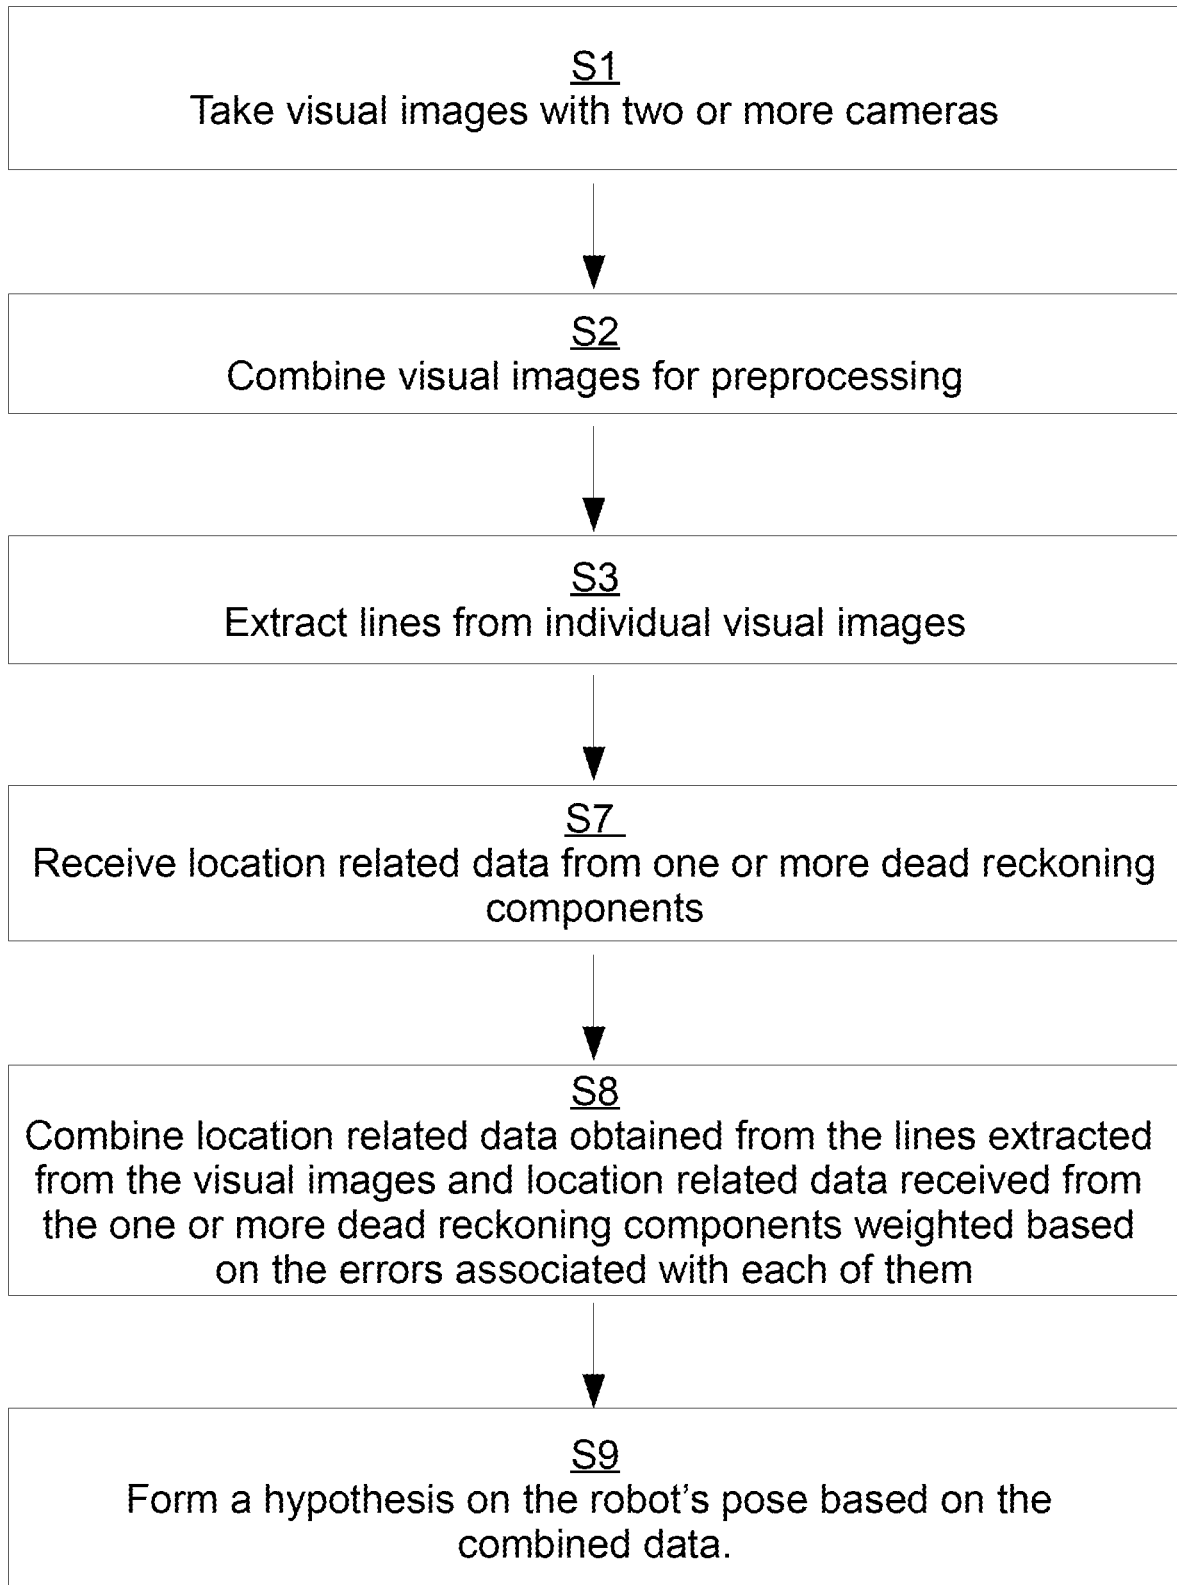 S1
Take visual images with two or more cameras
S2
Combine visual images for preprocessing
S3
Extract lines from individual visual images
S7
Receive location related data from one or more dead reckoning
components
S8
Combine location related data obtained from the lines extracted
from the visual images and location related data received from
the one or more dead reckoning components weighted based
on the errors associated with each of them
S9
Form a hypothesis on the robot’s pose based on the
combined data.